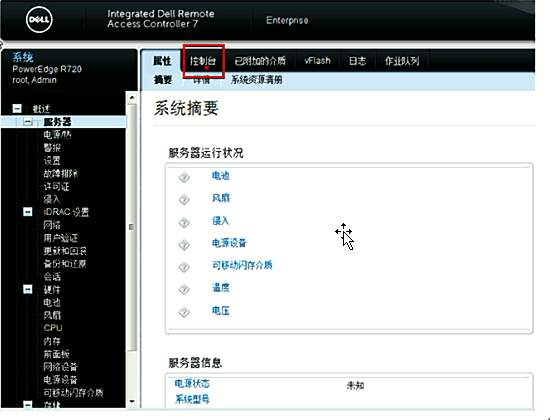 DELL
Integrated Dell Remote
Access Controller 7
Enterprise
系统
PowerEdge R720
root, Admin
属性 控制台 已附加的介质 vFlash 日志 作业队列
摘要 详情 系统资源清册
概述
服务器
电源/热
警报
设置
故障排除
许可证
侵入
iDRAC 设置
网络
用户验证
更新和回滚
备份和还原
会话
硬件
电池
风扇
CPU
内存
前面板
网络设备
电源设备
可移动闪存介质
存储
系统摘要
服务器运行状况
电池
风扇
侵入
电源设备
可移动闪存介质
温度
电压
服务器信息
电源状态 未知
系统型号